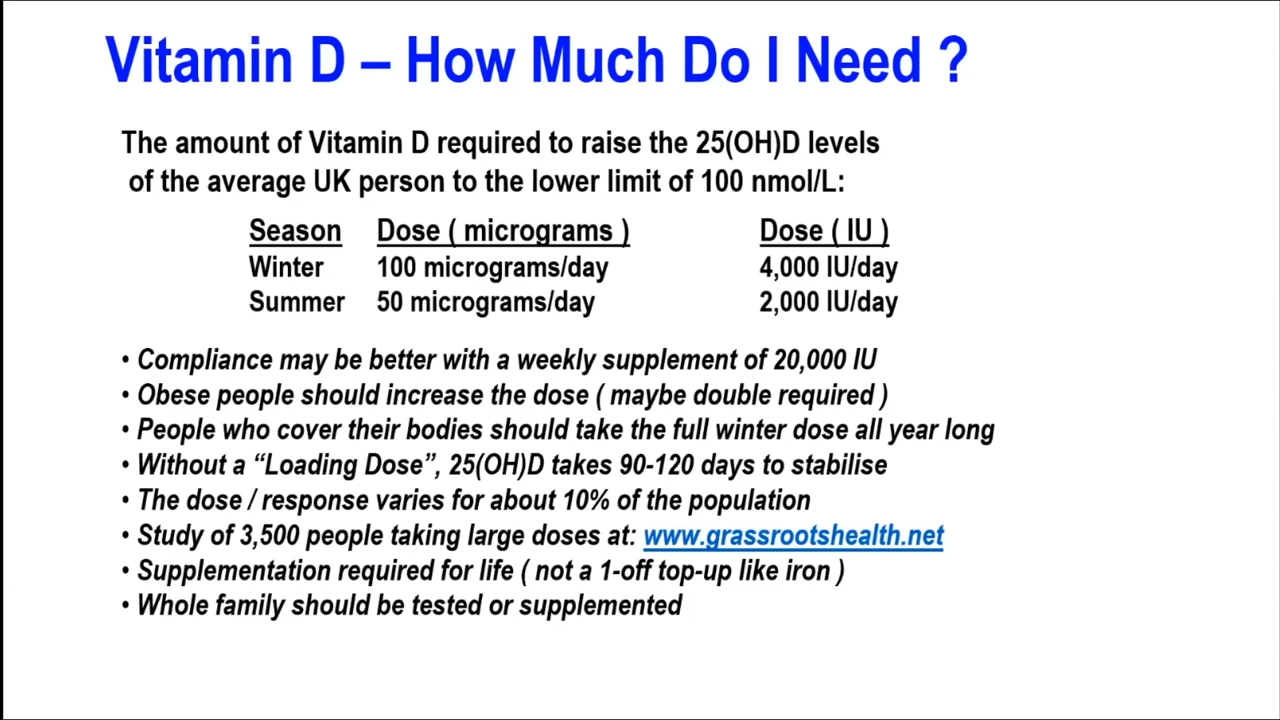 Vitamin D – How Much Do I Need ?
The amount of Vitamin D required to raise the 25(OH)D levels
of the average UK person to the lower limit of 100 nmol/L:
Season Dose ( micrograms ) Dose ( IU )
Winter 100 micrograms/day 4,000 IU/day
Summer 50 micrograms/day 2,000 IU/day
• Compliance may be better with a weekly supplement of 20,000 IU
• Obese people should increase the dose ( maybe double required )
• People who cover their bodies should take the full winter dose all year long
• Without a “Loading Dose”, 25(OH)D takes 90-120 days to stabilise
• The dose / response varies for about 10% of the population
• Study of 3,500 people taking large doses at: www.grassrootshealth.net
• Supplementation required for life ( not a 1-off top-up like iron )
• Whole family should be tested or supplemented